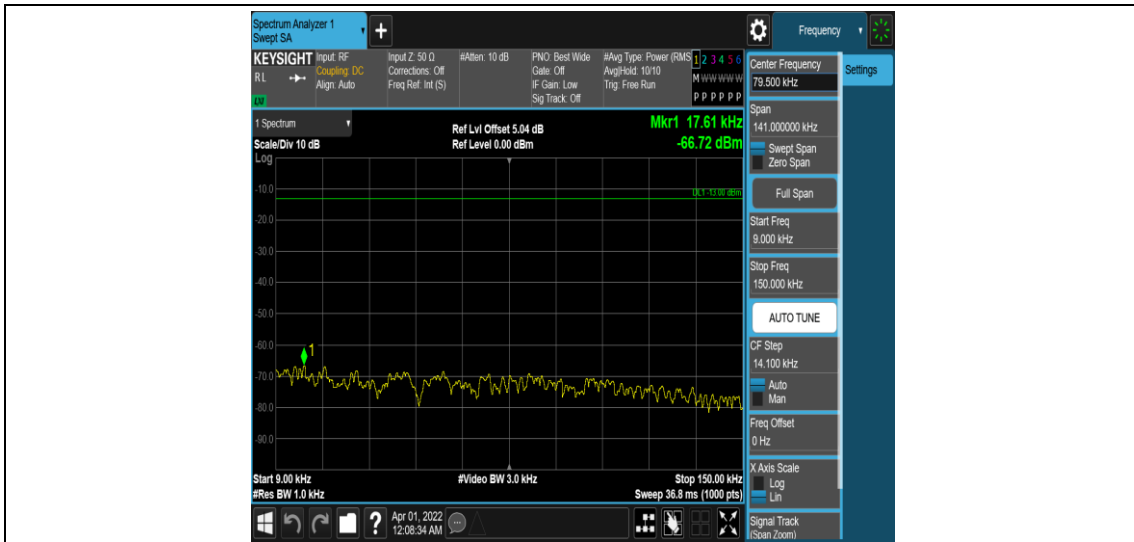 Spectrum Analyzer 1
Swept SA
Frequency
KEYSIGHT
RL
LXI
Input: RF
Coupling: DC
Align: Auto
Input Z: 50 Ω
Corrections: Off
Freq Ref: Int (S)
#Atten: 10 dB
PNO: Best Wide
Gate: Off
IF Gain: Low
Sig Track: Off
#Avg Type: Power (RMS
Avg|Hold: 10/10
Trig: Free Run
1 2 3 4 5 6
M W W W W W
P P P P P P
Center Frequency
79.500 kHz
Settings
1 Spectrum
Scale/Div 10 dB
Ref Lvl Offset 5.04 dB
Ref Level 0.00 dBm
Mkr1 17.61 kHz
-66.72 dBm
Log
-10.0
-20.0
-30.0
-40.0
-50.0
-60.0
-70.0
-80.0
-90.0
DL1 -13.00 dBm
1
Start 9.00 kHz
#Res BW 1.0 kHz
#Video BW 3.0 kHz
Stop 150.00 kHz
Sweep 36.8 ms (1000 pts)
Span
141.000000 kHz
Swept Span
Zero Span
Full Span
Start Freq
9.000 kHz
Stop Freq
150.000 kHz
AUTO TUNE
CF Step
14.100 kHz
Auto
Man
Freq Offset
0 Hz
X Axis Scale
Log
Lin
Signal Track
(Span Zoom)
?
Apr 01, 2022
12:08:34 AM